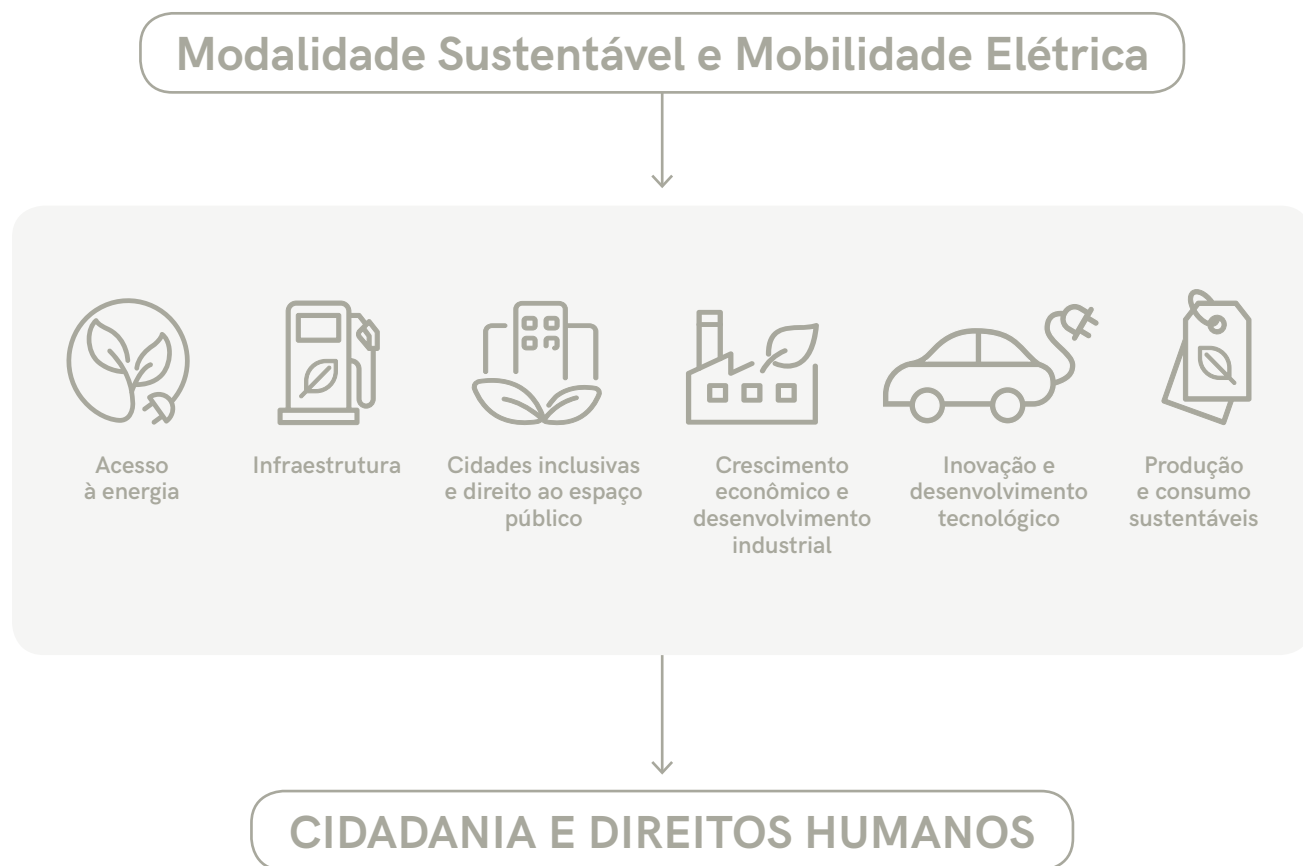 Modalidade Sustentável e Mobilidade Elétrica
Acesso
à energia
Infraestrutura
Cidades inclusivas
e direito ao espaço
público
Crescimento
econômico e
desenvolvimento
industrial
Inovação e
desenvolvimento
tecnológico
Produção
e consumo
sustentáveis
CIDADANIA E DIREITOS HUMANOS